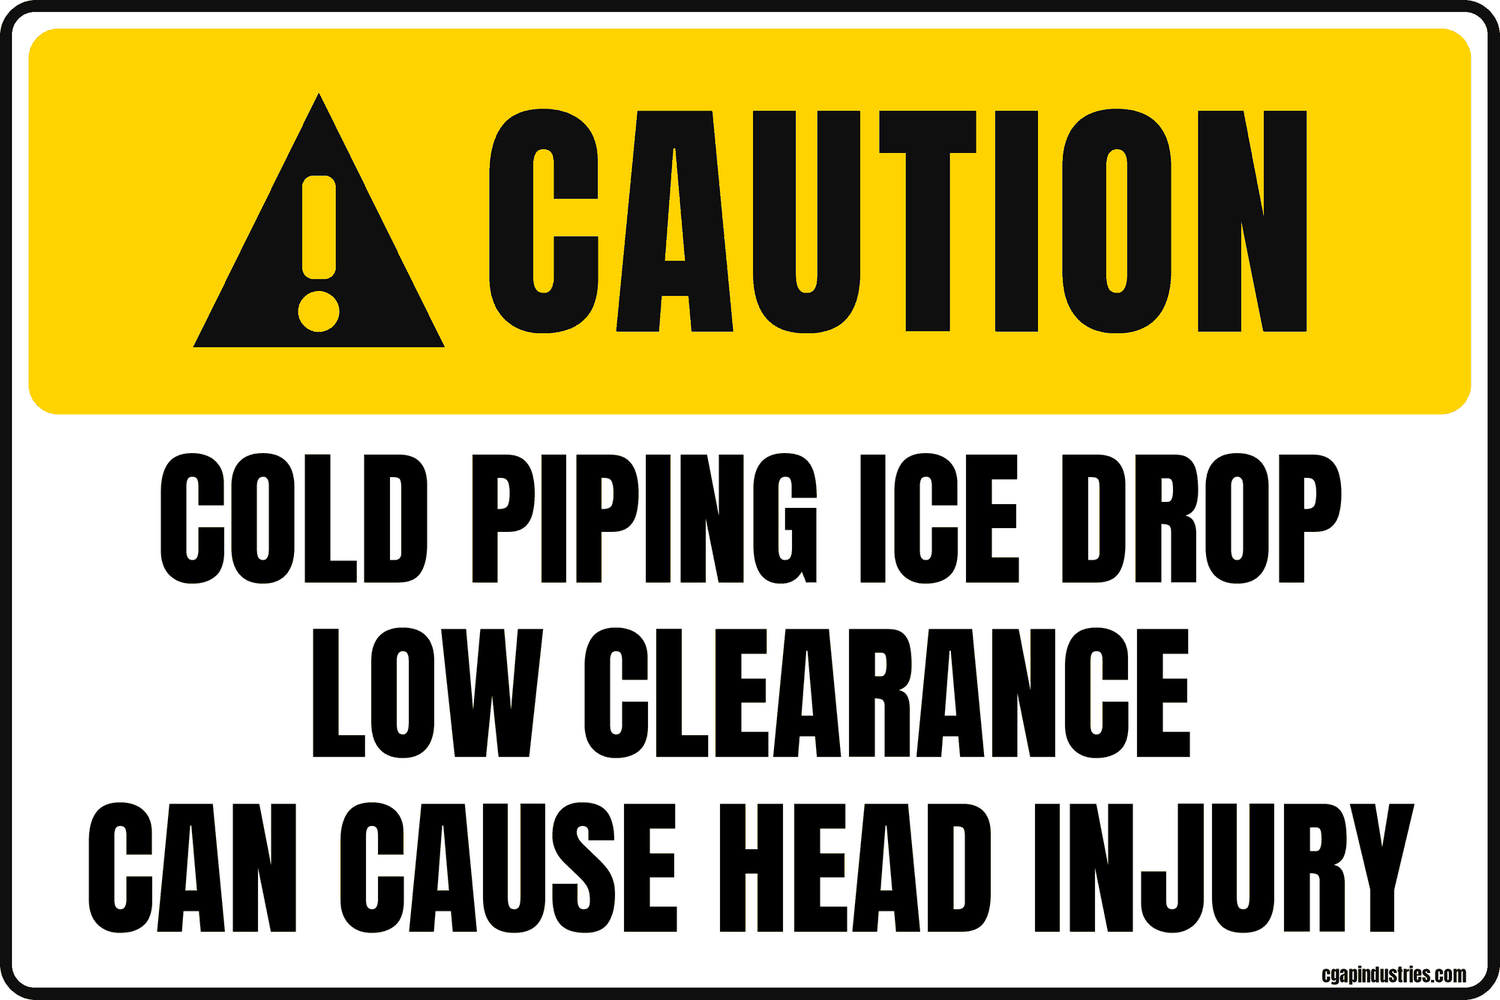 CAUTION
COLD PIPING ICE DROP
LOW CLEARANCE
CAN CAUSE HEAD INJURY
cgapindustries.com